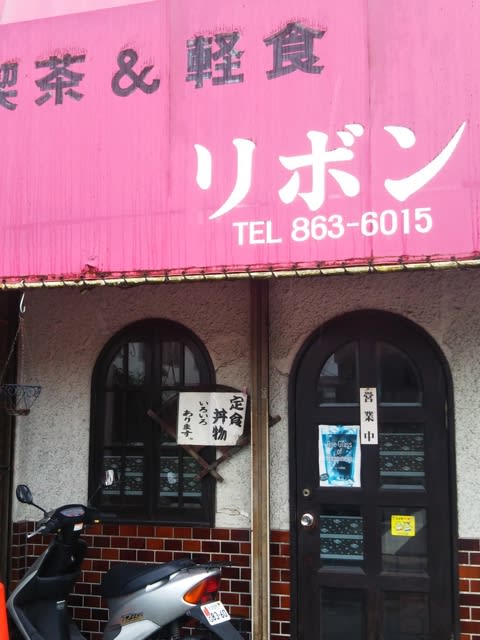 喫茶&軽食
リボン
TEL 863-6015
定食
丼物
いろいろ
あります。
営業中